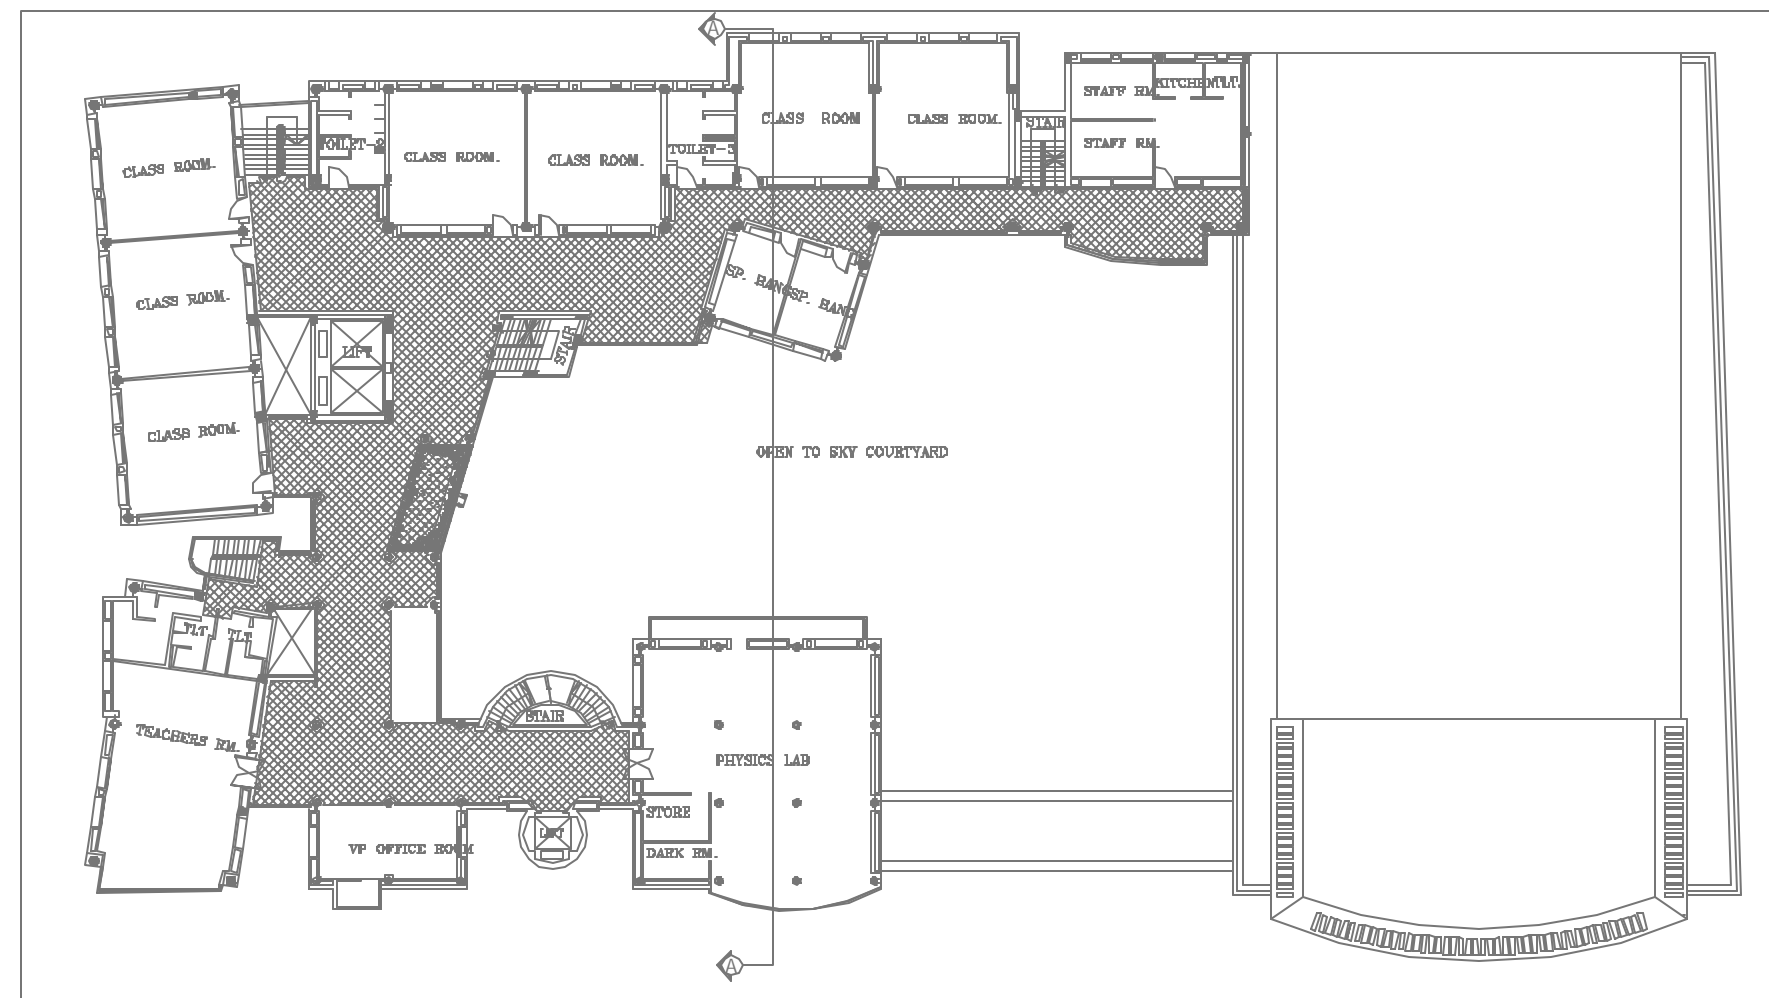 A
STAFF RM.
KITCHEN
TLT.
CLASS ROOM
CLASS ROOM.
STAIR
TOILET-2
TOILET-3
STAFF RM.
CLASS ROOM.
CLASS ROOM.
CLASS ROOM.
SP. BAND
SP. BAND
CLASS ROOM.
STAIR
LIFT
CLASS ROOM.
OPEN TO SKY COURTYARD
TLT
TLT
STAIR
TEACHERS RM.
PHYSICS LAB
STORE
LIFT
VP OFFICE ROOM
DARK RM.
A